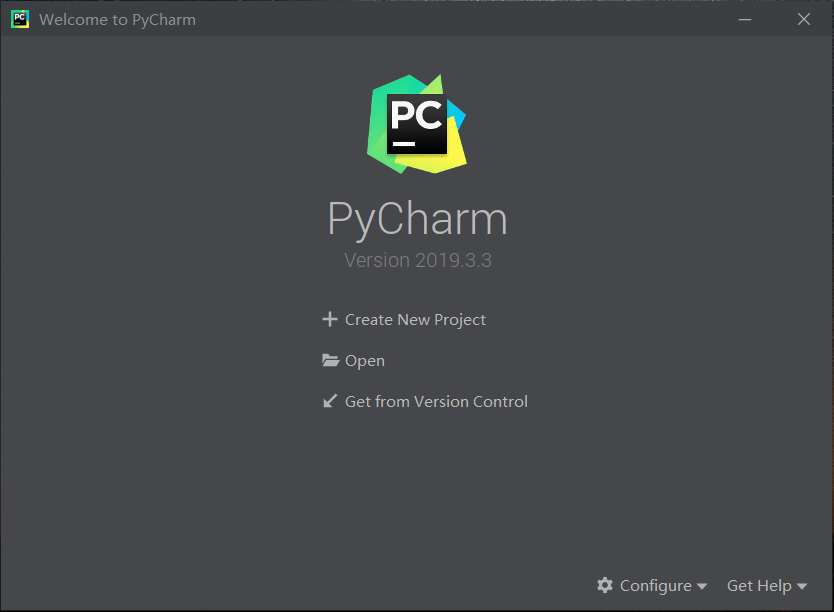 Welcome to PyCharm
PC
PyCharm
Version 2019.3.3
Create New Project
Open
Get from Version Control
Configure
Get Help